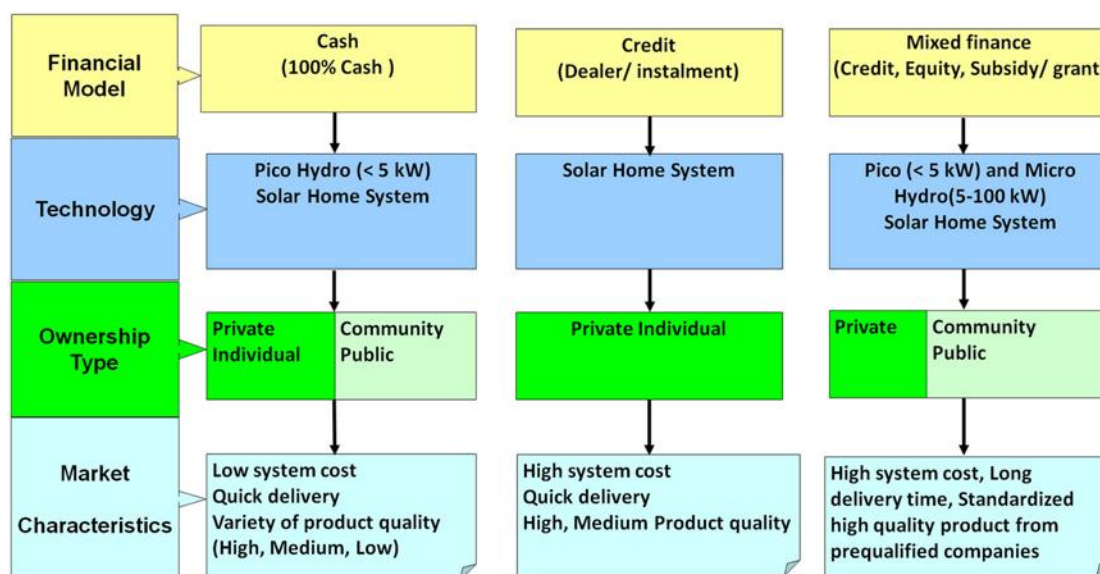 Financial
Model
Cash
(100% Cash )
Credit
(Dealer/ instalment)
Mixed finance
(Credit, Equity, Subsidy/ grant
Technology
Pico Hydro (< 5 kW)
Solar Home System
Solar Home System
Pico (< 5 kW) and Micro
Hydro(5-100 kW)
Solar Home System
Ownership
Type
Private
Individual
Community
Public
Private Individual
Private
Community
Public
Market
Characteristics
Low system cost
Quick delivery
Variety of product quality
(High, Medium, Low)
High system cost
Quick delivery
High, Medium Product quality
High system cost, Long
delivery time, Standardized
high quality product from
prequalified companies